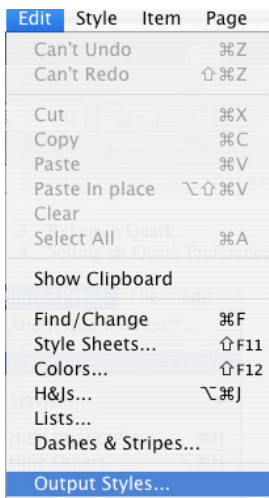 Edit Style Item Page
Can't Undo ⌘Z
Can't Redo ⇧⌘Z
Cut ⌘X
Copy ⌘C
Paste ⌘V
Paste In place ⌥⇧⌘V
Clear
Select All ⌘A
Show Clipboard
Find/Change ⌘F
Style Sheets... ⇧F11
Colors... ⇧F12
H&Js... ⌥⌘J
Lists...
Dashes & Stripes...
Output Styles...